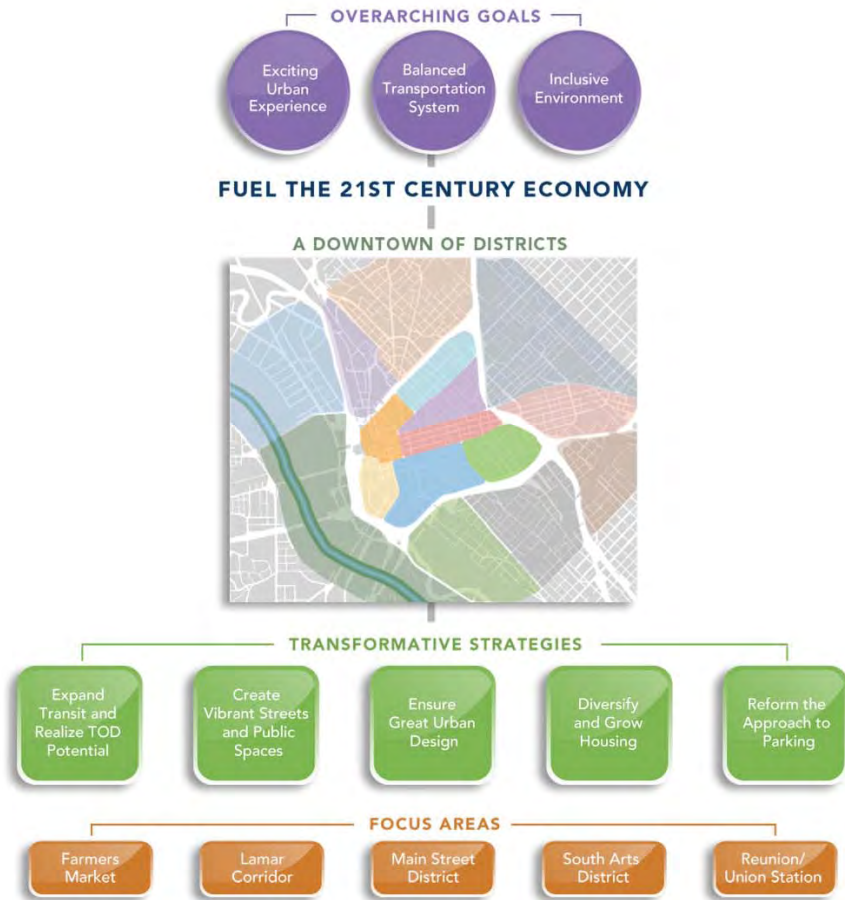 OVERARCHING GOALS
Exciting
Urban
Experience
Balanced
Transportation
System
Inclusive
Environment
FUEL THE 21ST CENTURY ECONOMY
A DOWNTOWN OF DISTRICTS
TRANSFORMATIVE STRATEGIES
Expand
Transit and
Realize TOD
Potential
Create
Vibrant Streets
and Public
Spaces
Ensure
Great Urban
Design
Diversify
and Grow
Housing
Reform the
Approach to
Parking
FOCUS AREAS
Farmers
Market
Lamar
Corridor
Main Street
District
South Arts
District
Reunion/
Union Station